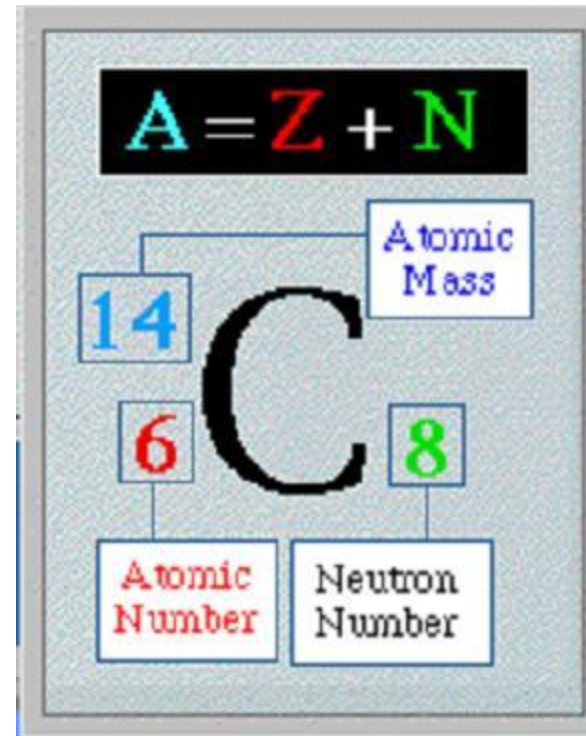 A = Z + N
Atomic
Mass
14
C
6
8
Atomic
Number
Neutron
Number